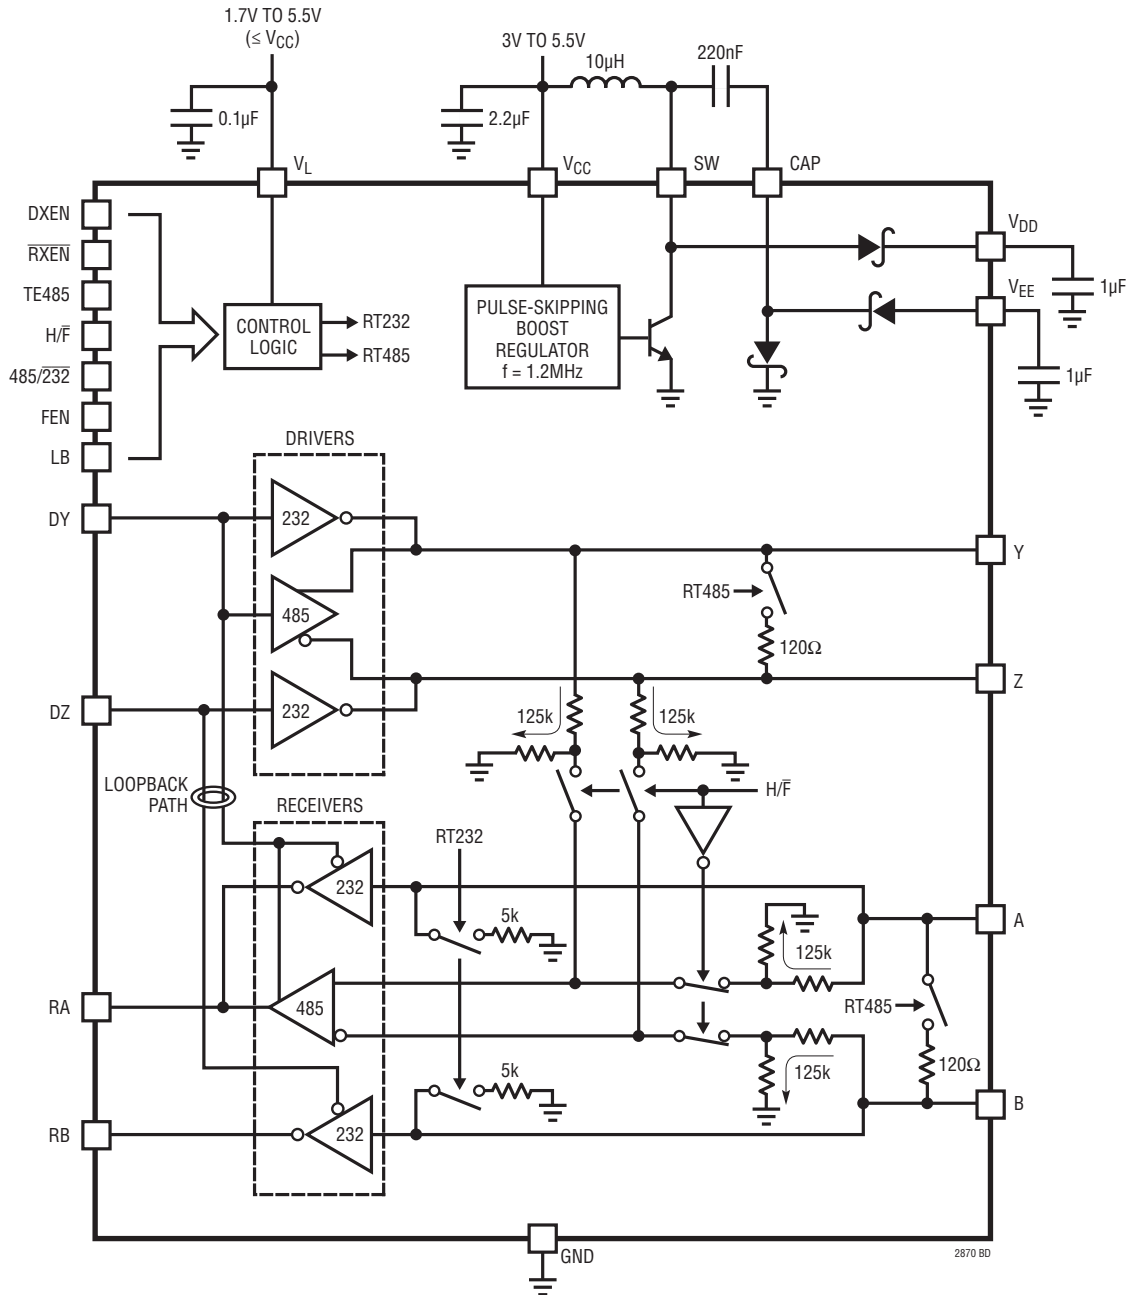 1.7V TO 5.5V
(≤ VCC)
3V TO 5.5V
10µH
220nF
0.1µF
2.2µF
VL
VCC
SW
CAP
DXEN
RXEN
TE485
H/F
485/232
FEN
LB
VDD
VEE
1µF
1µF
CONTROL
LOGIC
RT232
RT485
PULSE-SKIPPING
BOOST
REGULATOR
f = 1.2MHz
DRIVERS
DY
232
485
232
DZ
Y
RT485
120Ω
Z
125k
125k
LOOPBACK
PATH
RECEIVERS
H/F
RT232
232
5k
A
125k
RA
485
RT485
125k
120Ω
5k
B
RB
232
GND
2870 BD